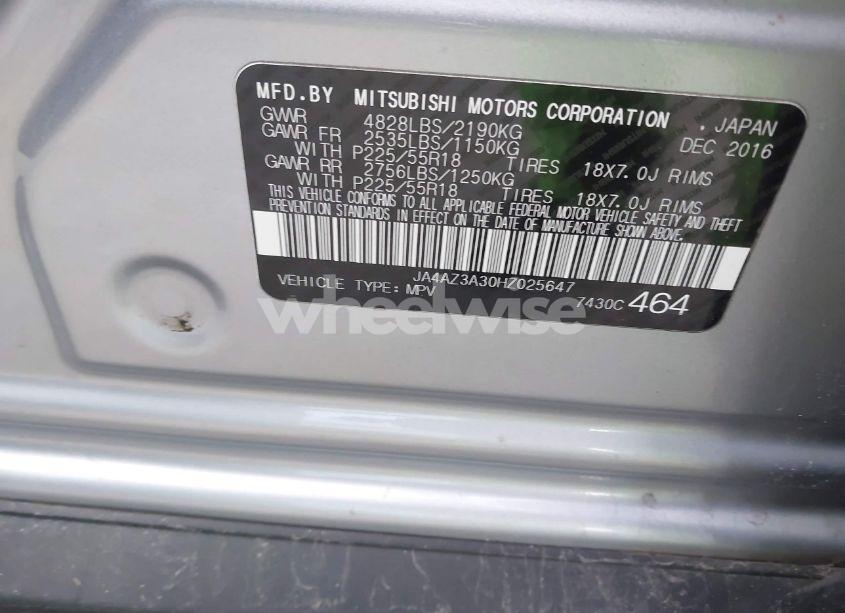 MFD.BY MITSUBISHI MOTORS CORPORATION , JAPAN
GWWR 4828LBS/2190KG DEC 2016
GAWR FR 2535LBS/1150KG
WITH P225/55R18 TIRES 18X7.0J RIMS
GAWR RR 2756LBS/1250KG
WITH P225/55R18 TIRES 18X7.0J RIMS
THIS VEHICLE CONFORMS TO ALL APPLICABLE FEDERAL MOTOR VEHICLE SAFETY AND THEFT
PREVENTION STANDARDS IN EFFECT ON THE DATE OF MANUFACTURE SHOWN ABOVE.
JA4AZ3A30HZ025647
VEHICLE TYPE: MPV 7430C 464
wheelwise